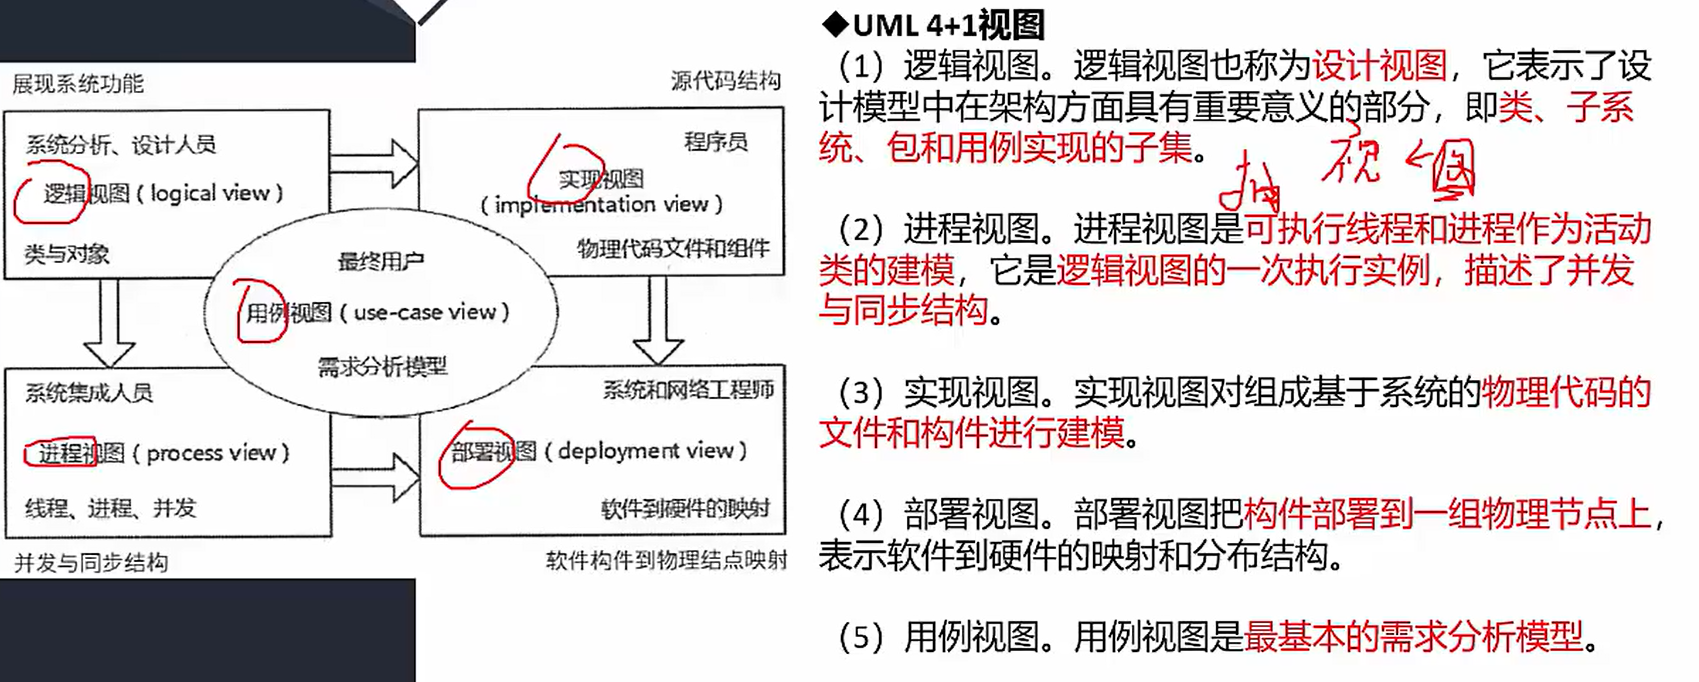 展现系统功能
源代码结构
系统分析、设计人员
逻辑视图（logical view）
类与对象
程序员
实现视图
（implementation view）
物理代码文件和组件
最终用户
用例视图（use-case view）
需求分析模型
系统集成人员
进程视图（process view）
线程、进程、并发
系统和网络工程师
部署视图（deployment view）
软件到硬件的映射
并发与同步结构
软件构件到物理结点映射
◆UML 4+1视图
（1）逻辑视图。逻辑视图也称为设计视图，它表示了设
计模型中在架构方面具有重要意义的部分，即类、子系
统、包和用例实现的子集。
视←图
（2）进程视图。进程视图是可执行线程和进程作为活动
类的建模，它是逻辑视图的一次执行实例，描述了并发
与同步结构。
（3）实现视图。实现视图对组成基于系统的物理代码的
文件和构件进行建模。
（4）部署视图。部署视图把构件部署到一组物理节点上，
表示软件到硬件的映射和分布结构。
（5）用例视图。用例视图是最基本的需求分析模型。